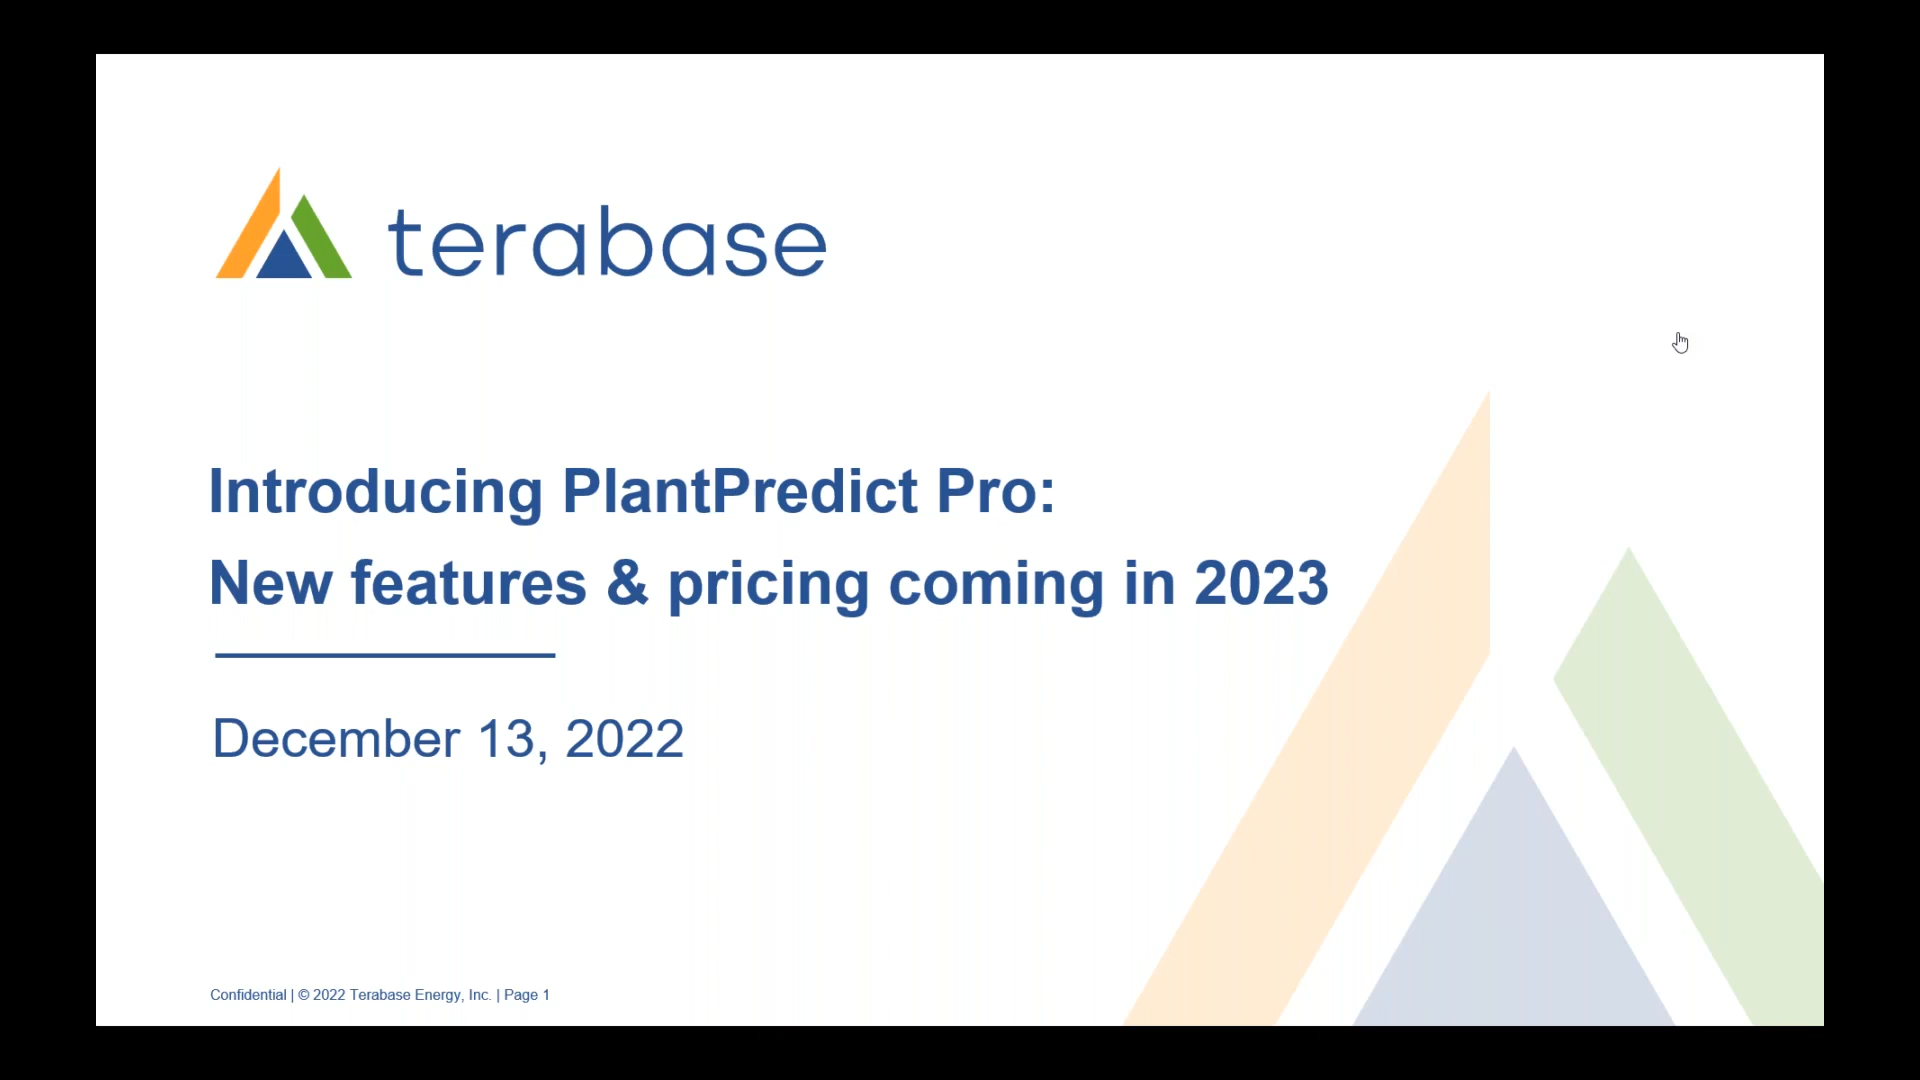 terabase
Introducing PlantPredict Pro:
New features & pricing coming in 2023
December 13, 2022
Confidential | © 2022 Terabase Energy, Inc. | Page 1